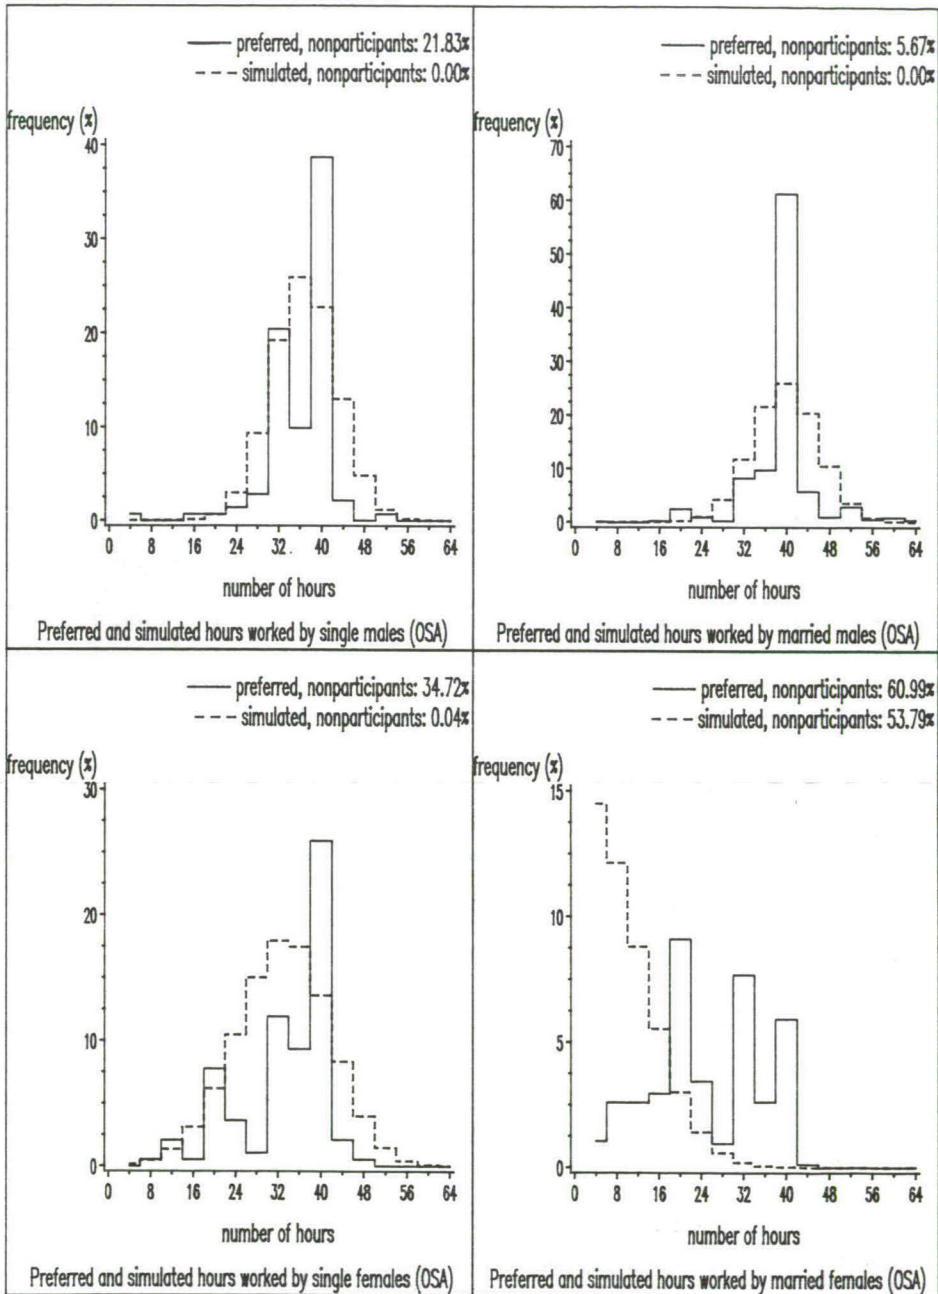 preferred, nonparticipants: 21.83%
simulated, nonparticipants: 0.00%
frequency (%)
40
30
20
10
0
0 8 16 24 32 40 48 56 64
number of hours
Preferred and simulated hours worked by single males (OSA)
preferred, nonparticipants: 5.67%
simulated, nonparticipants: 0.00%
frequency (%)
70
60
50
40
30
20
10
0
0 8 16 24 32 40 48 56 64
number of hours
Preferred and simulated hours worked by married males (OSA)
preferred, nonparticipants: 34.72%
simulated, nonparticipants: 0.04%
frequency (%)
30
20
10
0
0 8 16 24 32 40 48 56 64
number of hours
Preferred and simulated hours worked by single females (OSA)
preferred, nonparticipants: 60.99%
simulated, nonparticipants: 53.79%
frequency (%)
15
10
5
0
0 8 16 24 32 40 48 56 64
number of hours
Preferred and simulated hours worked by married females (OSA)